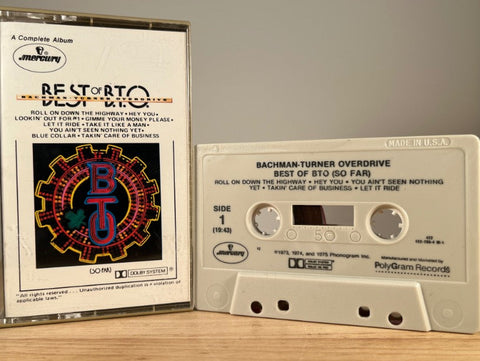 A Complete Album
mercury
BEST OF B.T.O.
BACHMAN-TURNER OVERDRIVE
ROLL ON DOWN THE HIGHWAY • HEY YOU •
LOOKIN' OUT FOR #1 • GIMME YOUR MONEY PLEASE •
LET IT RIDE • TAKE IT LIKE A MAN •
YOU AIN'T SEEN NOTHING YET •
BLUE COLLAR • TAKIN' CARE OF BUSINESS
BTO
(SO FAR)
DOLBY SYSTEM
"All rights reserved. . . . Unauthorized duplication is a violation of
applicable laws."
MADE IN U.S.A.
BACHMAN-TURNER OVERDRIVE
BEST OF BTO (SO FAR)
ROLL ON DOWN THE HIGHWAY • HEY YOU • YOU AIN'T SEEN NOTHING
YET • TAKIN' CARE OF BUSINESS • LET IT RIDE
SIDE
1
(19:43)
50
mercury
DOLBY SYSTEM
℗1973, 1974, and 1975 Phonogram Inc.
Manufactured and Marketed by
PolyGram Records